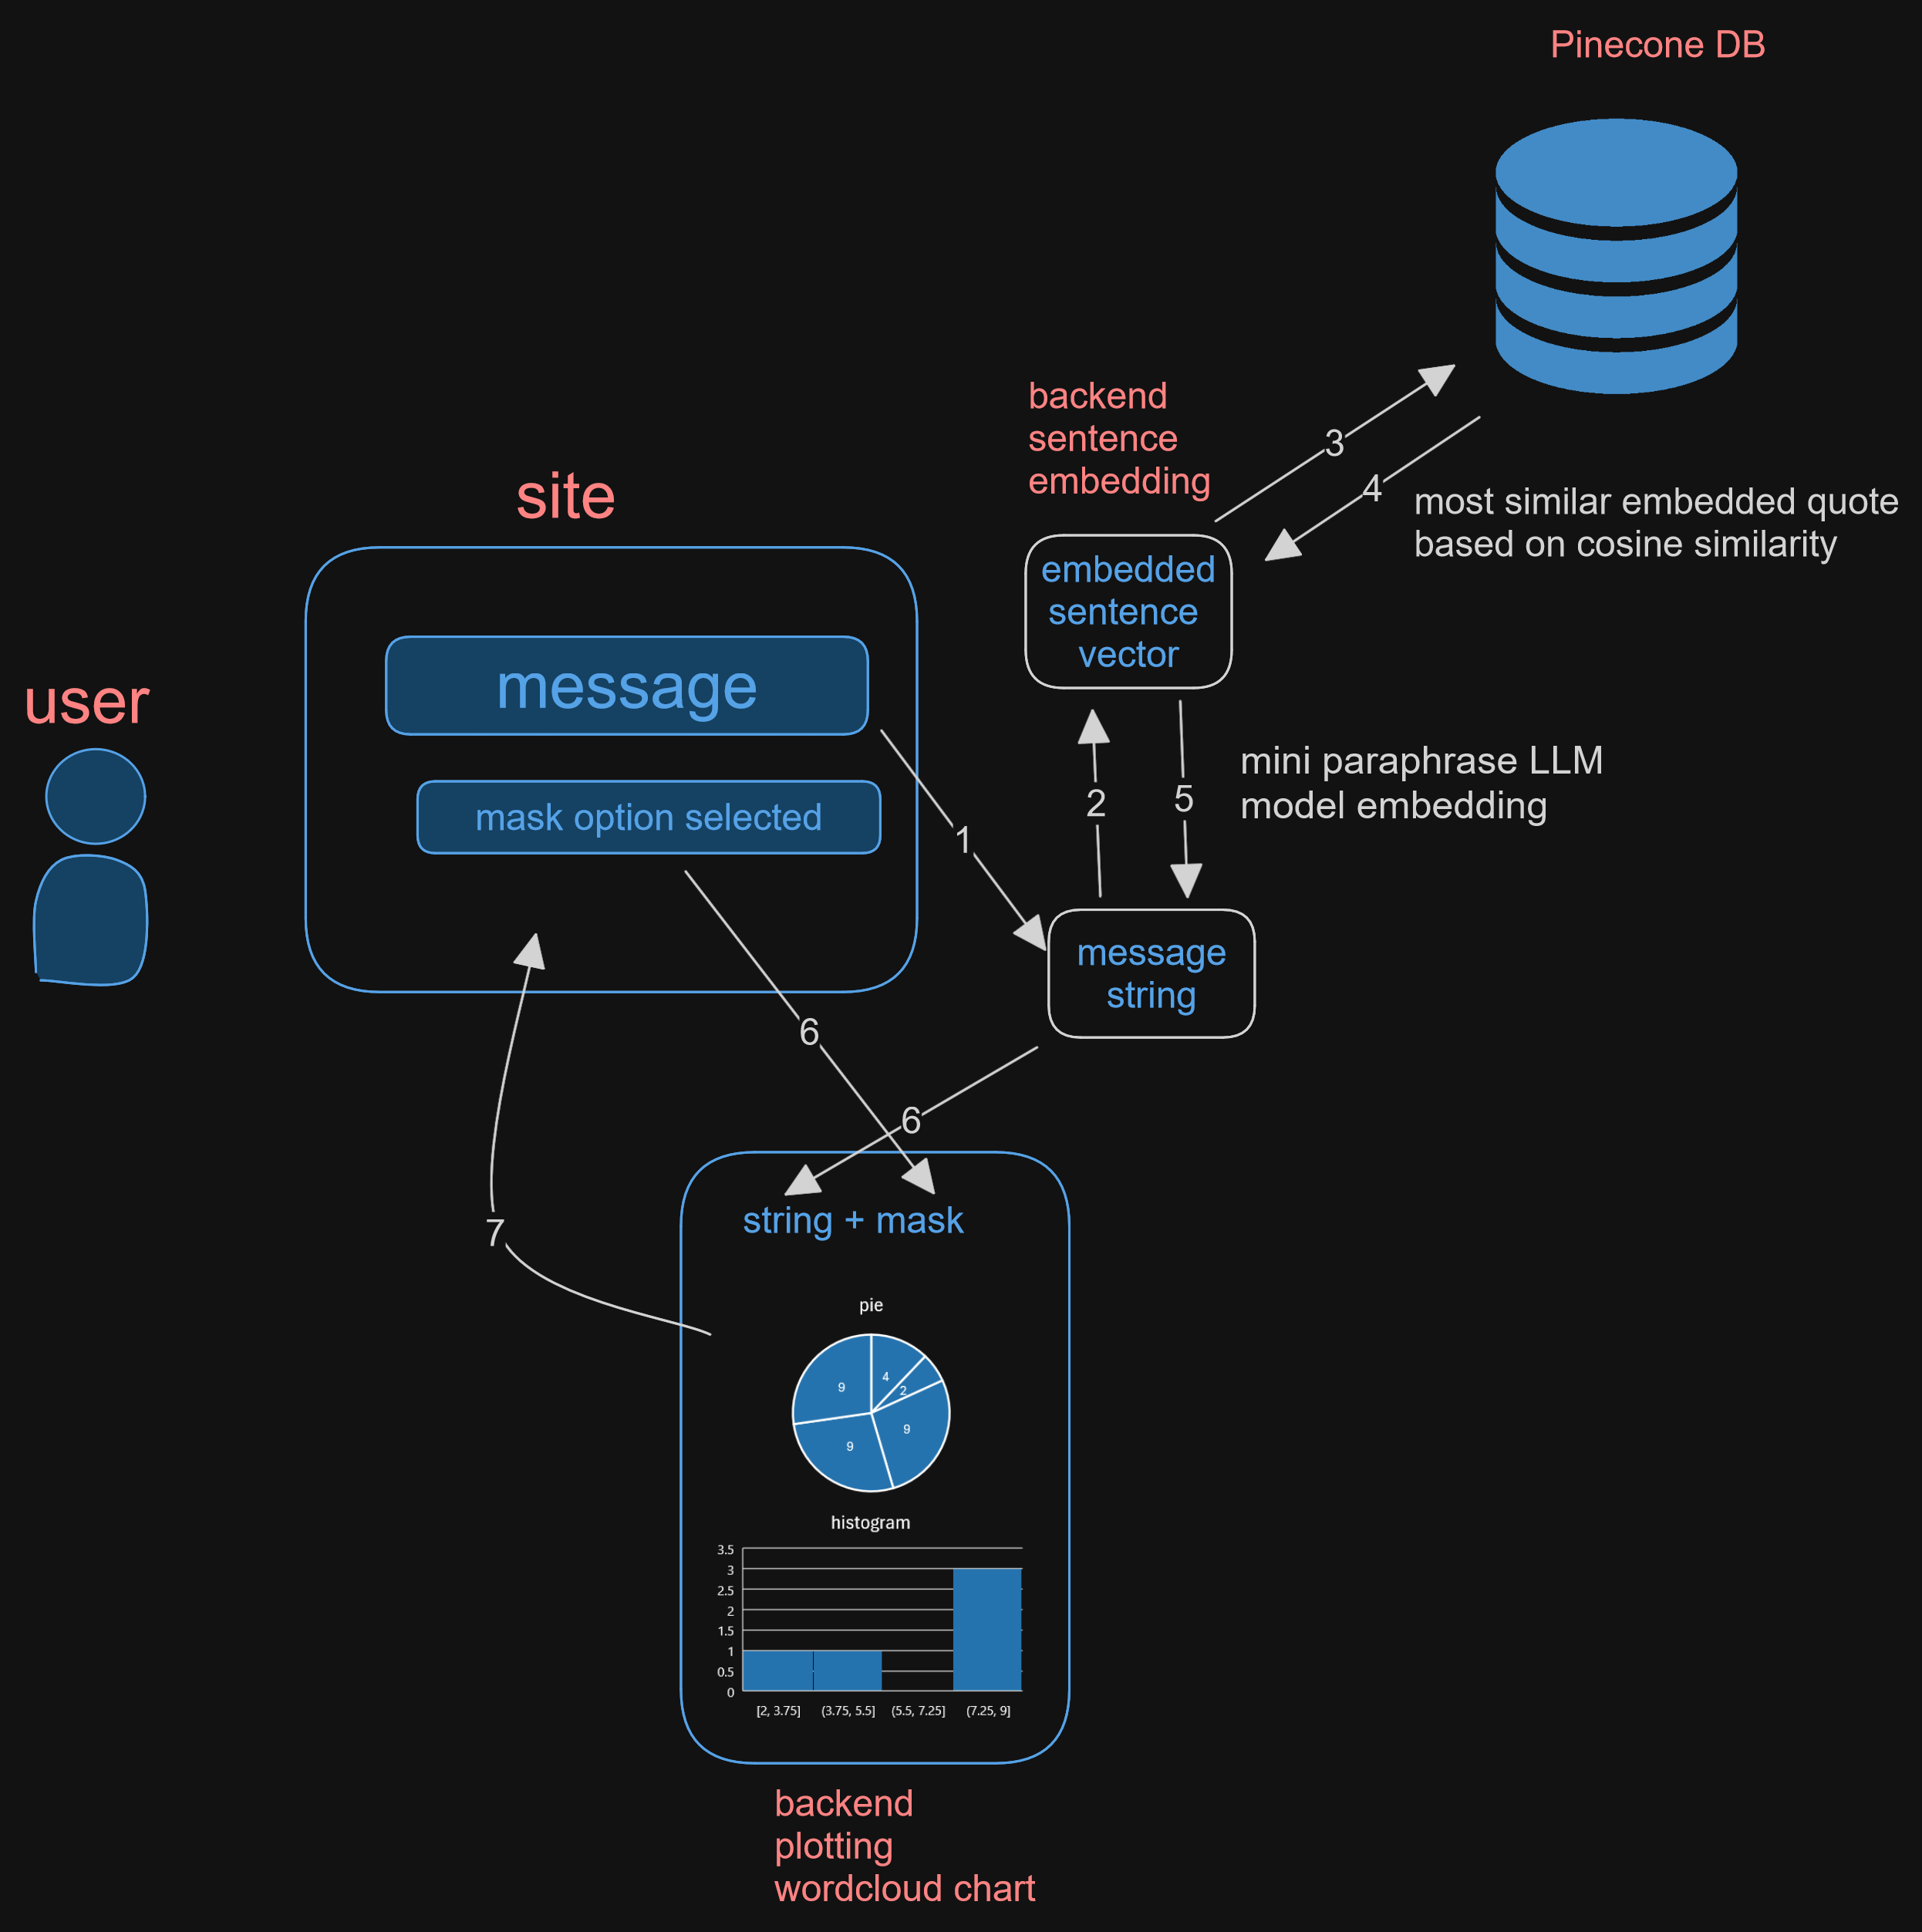 Pinecone DB
backend
sentence
embedding
3
4
most similar embedded quote
based on cosine similarity
site
embedded
sentence
vector
message
user
mask option selected
mini paraphrase LLM
model embedding
2
5
1
message
string
6
6
7
string + mask
pie
4
2
9
9
9
histogram
3.5
3
2.5
2
1.5
1
0.5
0
[2, 3.75]
(3.75, 5.5]
(5.5, 7.25]
(7.25, 9]
backend
plotting
wordcloud chart